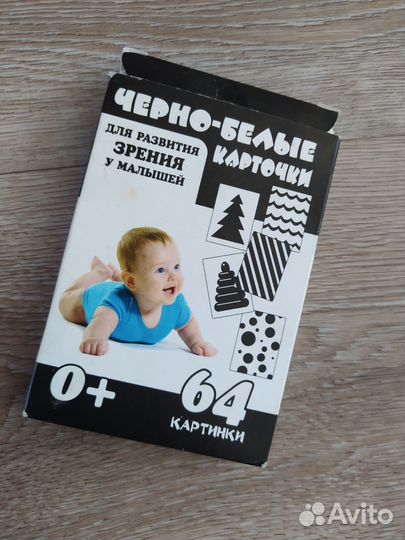 ЧЕРНО-БЕЛЫЕ
КАРТОЧКИ
ДЛЯ РАЗВИТИЯ
ЗРЕНИЯ
У МАЛЫШЕЙ
0+
64
КАРТИНКИ
Avito